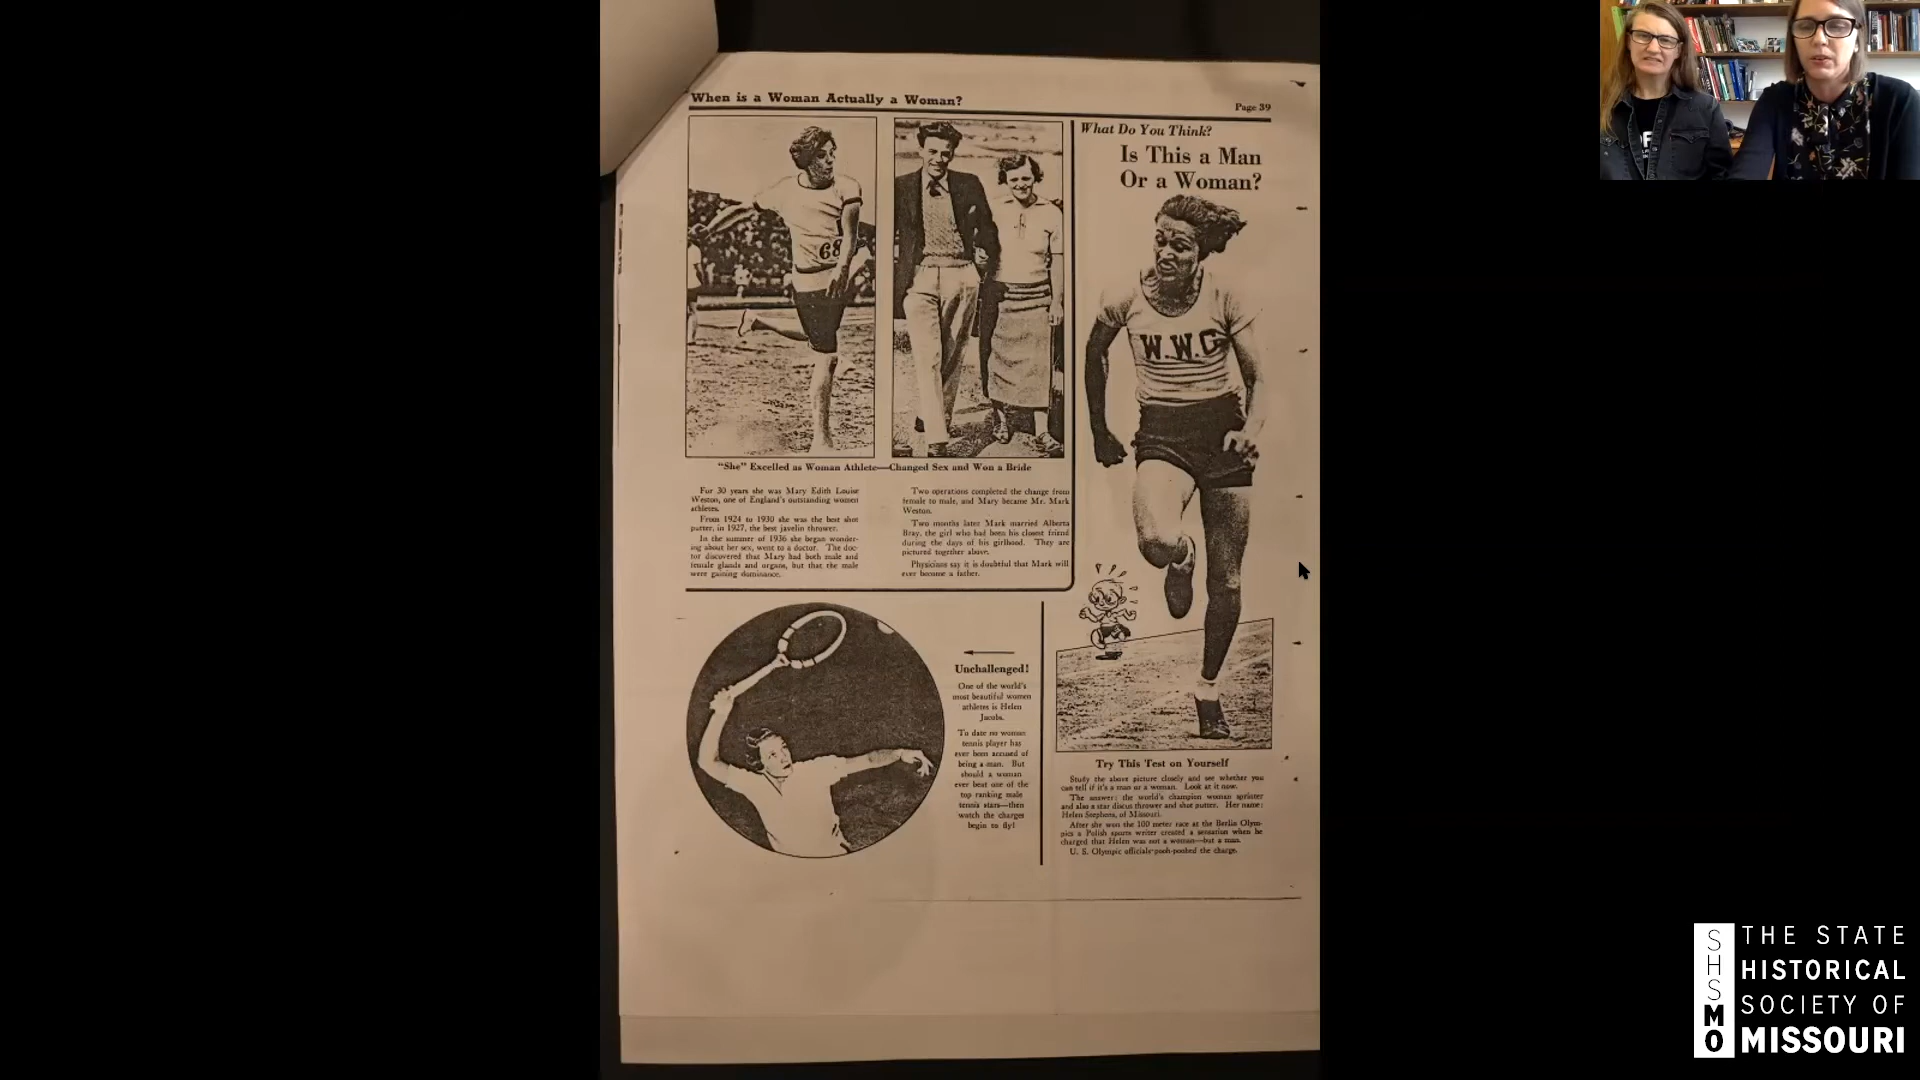 When is a Woman Actually a Woman?
Page 39
68
"She" Excelled as Woman Athlete—Changed Sex and Won a Bride
For 30 years she was Mary Edith Louise
Weston, one of England's outstanding women
athletes.
From 1924 to 1930 she was the best shot
putter, in 1927, the best javelin thrower.
In the summer of 1936 she began wonder-
ing about her sex, went to a doctor. The doc-
tor discovered that Mary had both male and
female glands and organs, but that the male
were gaining dominance.
Two operations completed the change from
female to male, and Mary became Mr. Mark
Weston.
Two months later Mark married Alberta
Bray, the girl who had been his closest friend
during the days of his girlhood. They are
pictured together above.
Physicians say it is doubtful that Mark will
ever become a father.
What Do You Think?
Is This a Man
Or a Woman?
W.W.C
Unchallenged!
One of the world's
most beautiful women
athletes is Helen
Jacobs.
To date no woman
tennis player has
ever been accused of
being a man. But
should a woman
ever beat one of the
top ranking male
tennis stars—then
watch the charges
begin to fly!
Try This Test on Yourself
Study the above picture closely and see whether you
can tell if it's a man or a woman. Look at it now.
The answer: the world's champion woman sprinter
and also a star discus thrower and shot putter. Her name:
Helen Stephens, of Missouri.
After she won the 100 meter race at the Berlin Olym-
pics a Polish sports writer created a sensation when he
charged that Helen was not a woman—but a man.
U. S. Olympic officials pooh-poohed the charge.
SHSMO
THE STATE
HISTORICAL
SOCIETY OF
MISSOURI